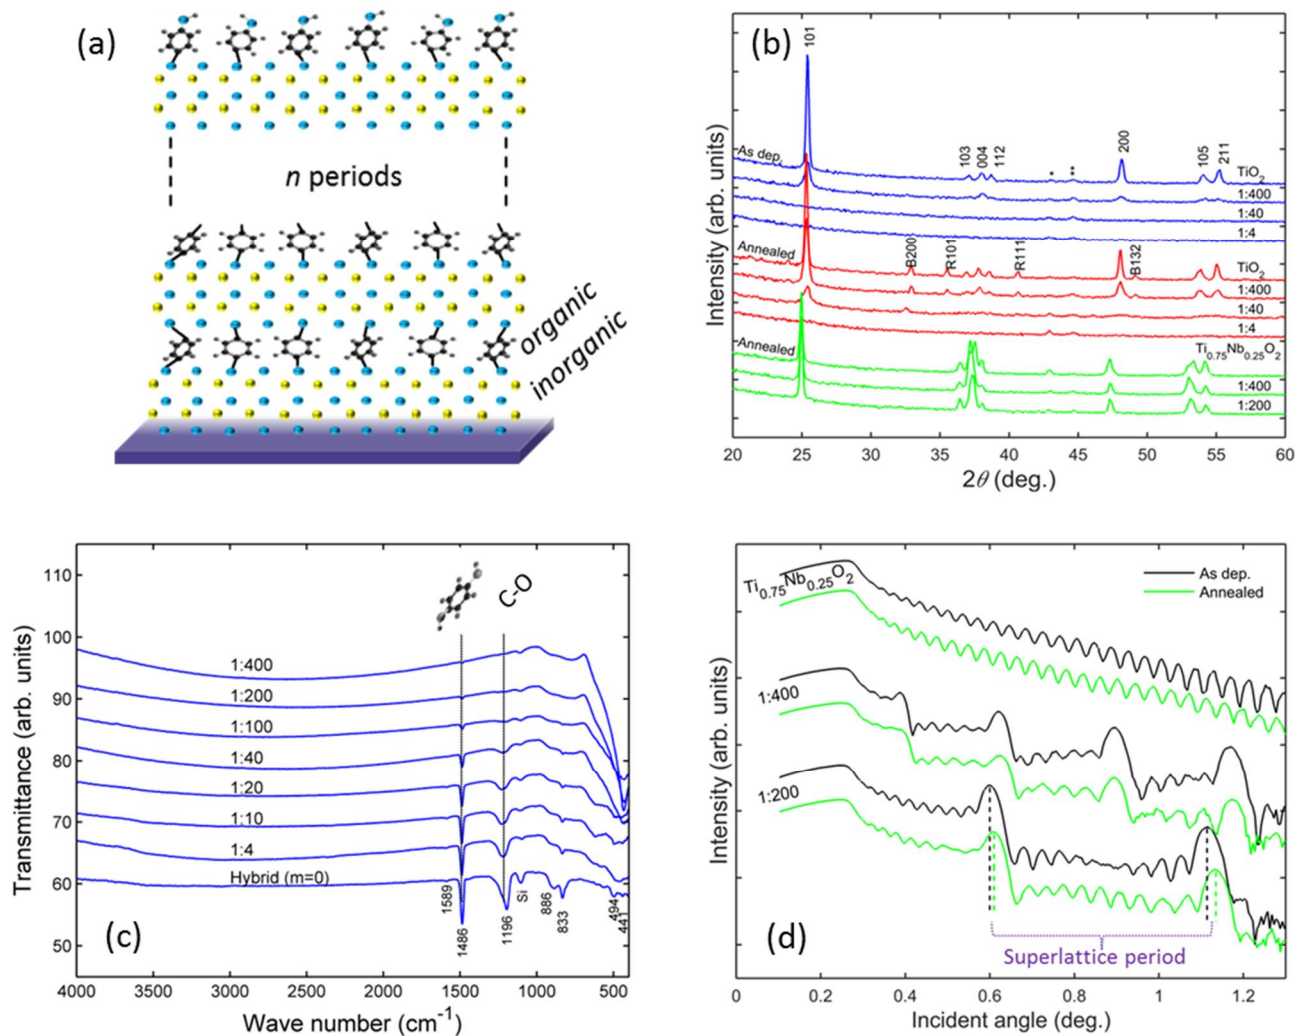 (a)
n periods
organic
inorganic
(b)
Intensity (arb. units)
101
103
004
112
*
**
200
105
211
As dep.
TiO2
1:400
1:40
1:4
Annealed
B200
R101
R111
B132
TiO2
1:400
1:40
1:4
Annealed
Ti0.75Nb0.25O2
1:400
1:200
20 25 30 35 40 45 50 55 60
2θ (deg.)
(c)
Transmittance (arb. units)
110
100
90
80
70
60
50
C-O
1:400
1:200
1:100
1:40
1:20
1:10
1:4
Hybrid (m=0)
1589
1486
1196
Si
886
833
494
441
4000 3500 3000 2500 2000 1500 1000 500
Wave number (cm-1)
(d)
Intensity (arb. units)
As dep.
Annealed
Ti0.75Nb0.25O2
1:400
1:200
Superlattice period
0 0.2 0.4 0.6 0.8 1 1.2
Incident angle (deg.)